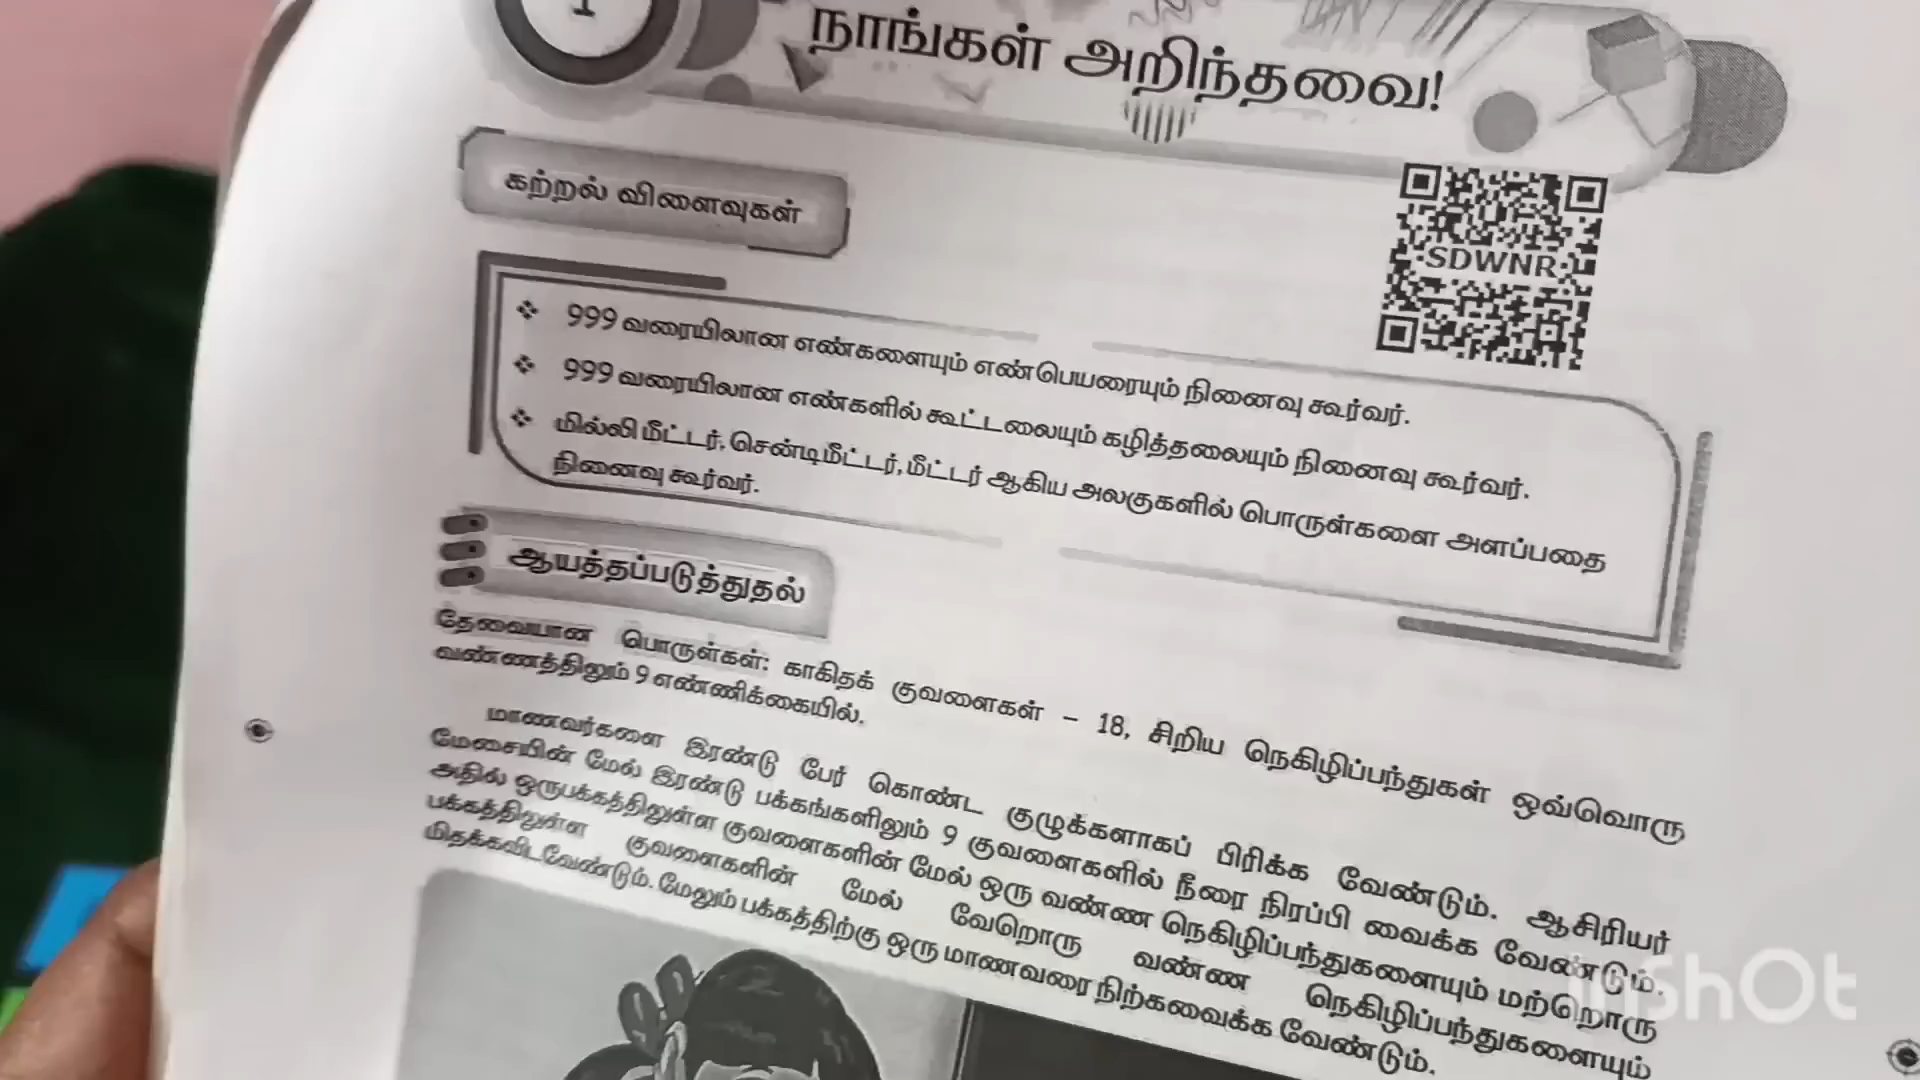 1
நாங்கள் அறிந்தவை!
கற்றல் விளைவுகள்
SDWNR
❖ 999 வரையிலான எண்களையும் எண்பெயரையும் நினைவு கூர்வர்.
❖ 999 வரையிலான எண்களில் கூட்டலையும் கழித்தலையும் நினைவு கூர்வர்.
❖ மில்லி மீட்டர், சென்டிமீட்டர், மீட்டர் ஆகிய அலகுகளில் பொருள்களை அளப்பதை
நினைவு கூர்வர்.
ஆயத்தப்படுத்துதல்
தேவையான பொருள்கள்: காகிதக் குவளைகள் – 18, சிறிய நெகிழிப்பந்துகள் ஒவ்வொரு
வண்ணத்திலும் 9 எண்ணிக்கையில்.
மாணவர்களை இரண்டு பேர் கொண்ட குழுக்களாகப் பிரிக்க வேண்டும். ஆசிரியர்
மேசையின் மேல் இரண்டு பக்கங்களிலும் 9 குவளைகளில் நீரை நிரப்பி வைக்க வேண்டும்.
அதில் ஒருபக்கத்திலுள்ள குவளைகளின் மேல் ஒரு வண்ண நெகிழிப்பந்துகளையும் மற்றொரு
பக்கத்திலுள்ள குவளைகளின் மேல் வேறொரு வண்ண நெகிழிப்பந்துகளையும்
மிதக்கவிடவேண்டும். மேலும் பக்கத்திற்கு ஒரு மாணவரை நிற்கவைக்க வேண்டும்.
InShOt